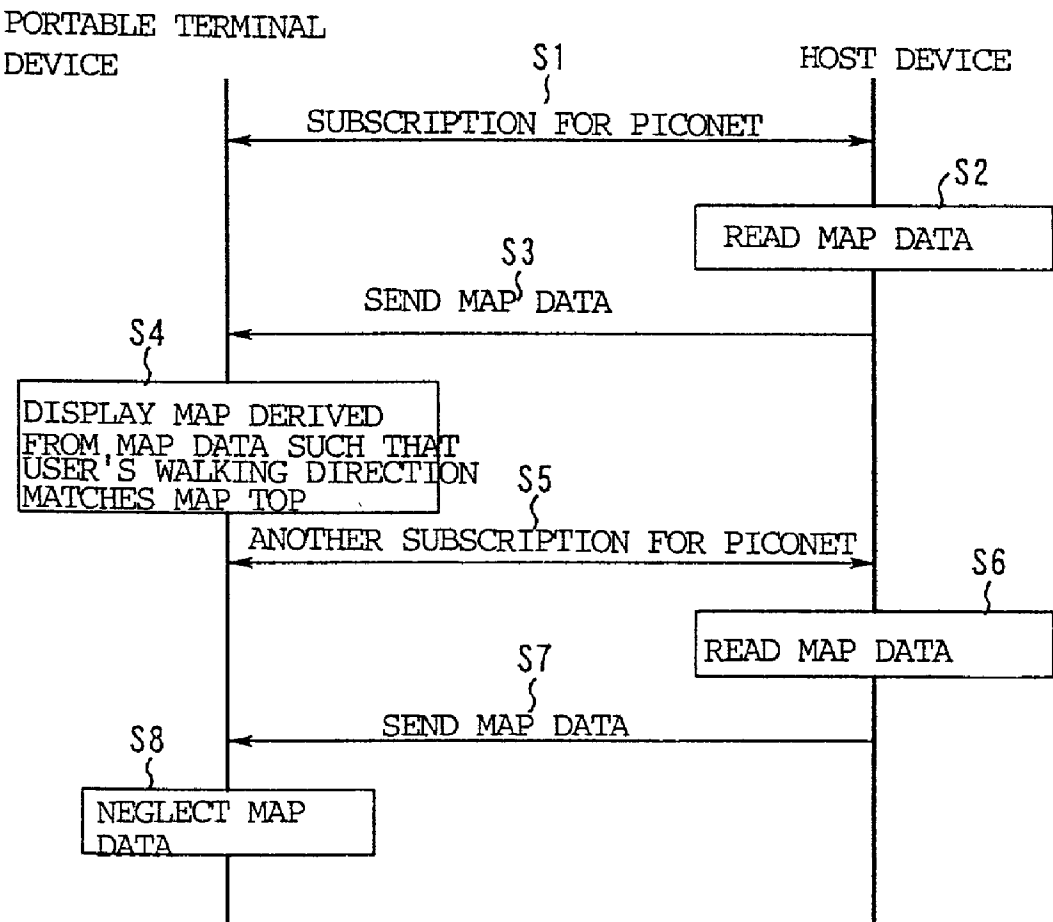 PORTABLE TERMINAL
DEVICE
HOST DEVICE
S1
SUBSCRIPTION FOR PICONET
S2
READ MAP DATA
S3
SEND MAP DATA
S4
DISPLAY MAP DERIVED
FROM MAP DATA SUCH THAT
USER'S WALKING DIRECTION
MATCHES MAP TOP
S5
ANOTHER SUBSCRIPTION FOR PICONET
S6
READ MAP DATA
S7
SEND MAP DATA
S8
NEGLECT MAP
DATA